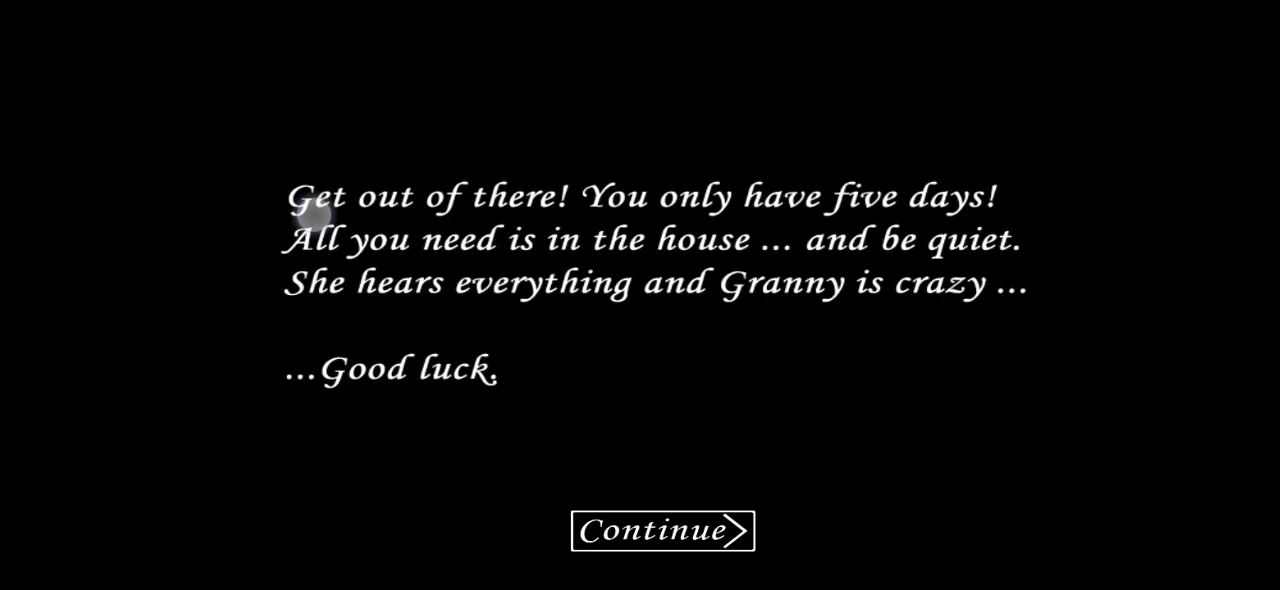 Get out of there! You only have five days!
All you need is in the house ... and be quiet.
She hears everything and Granny is crazy ...
...Good luck.
Continue>